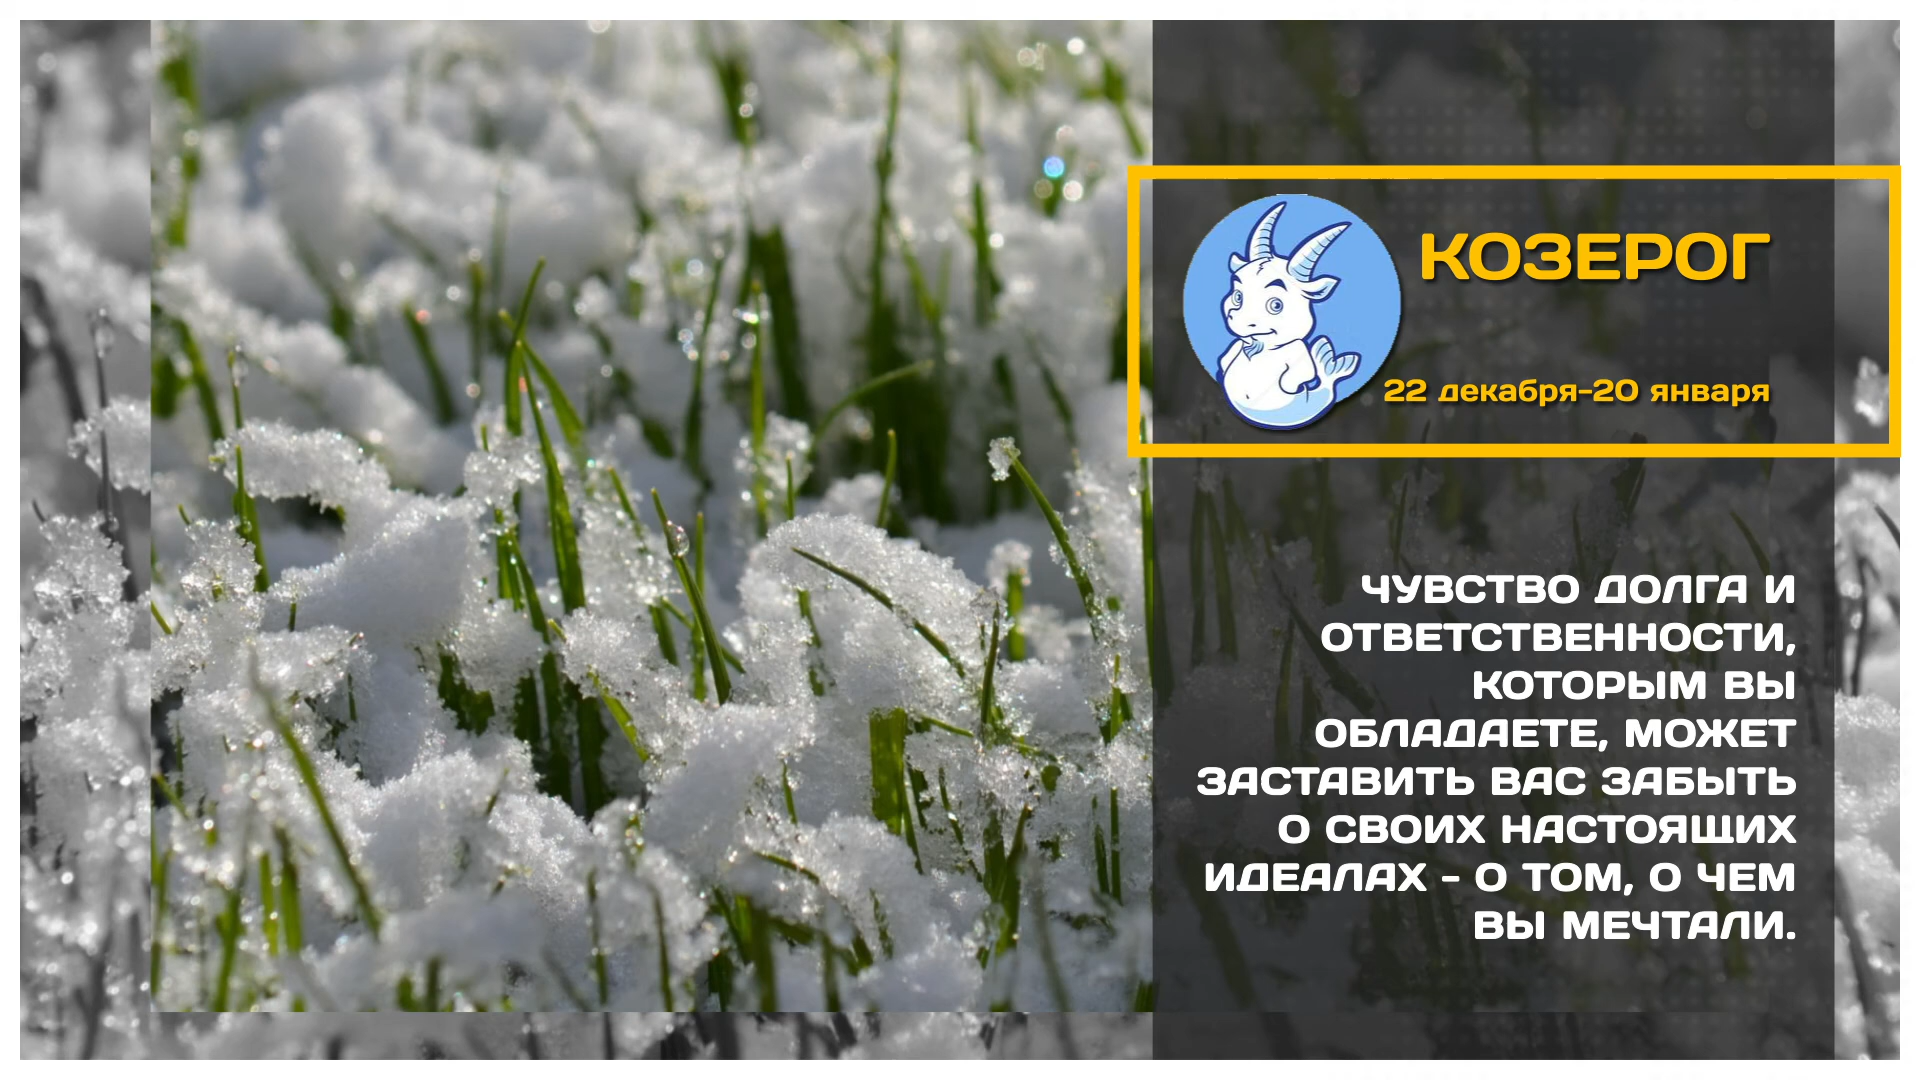 КОЗЕРОГ
22 декабря-20 января
ЧУВСТВО ДОЛГА И
ОТВЕТСТВЕННОСТИ,
КОТОРЫМ ВЫ
ОБЛАДАЕТЕ, МОЖЕТ
ЗАСТАВИТЬ ВАС ЗАБЫТЬ
О СВОИХ НАСТОЯЩИХ
ИДЕАЛАХ - О ТОМ, О ЧЕМ
ВЫ МЕЧТАЛИ.